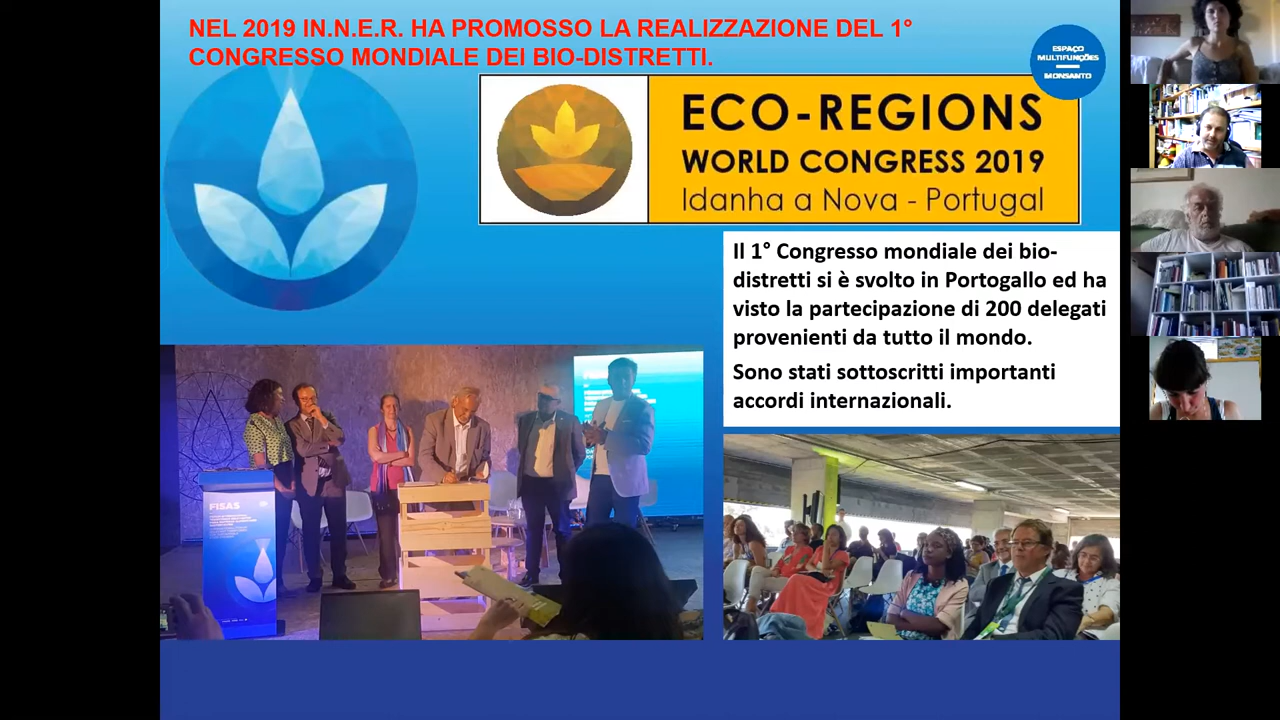 NEL 2019 IN.N.E.R. HA PROMOSSO LA REALIZZAZIONE DEL 1°
CONGRESSO MONDIALE DEI BIO-DISTRETTI.
ESPAÇO
MULTIFUNÇÕES
MONSANTO
ECO-REGIONS
WORLD CONGRESS 2019
Idanha a Nova - Portugal
Il 1° Congresso mondiale dei bio-
distretti si è svolto in Portogallo ed ha
visto la partecipazione di 200 delegati
provenienti da tutto il mondo.
Sono stati sottoscritti importanti
accordi internazionali.
FISAS